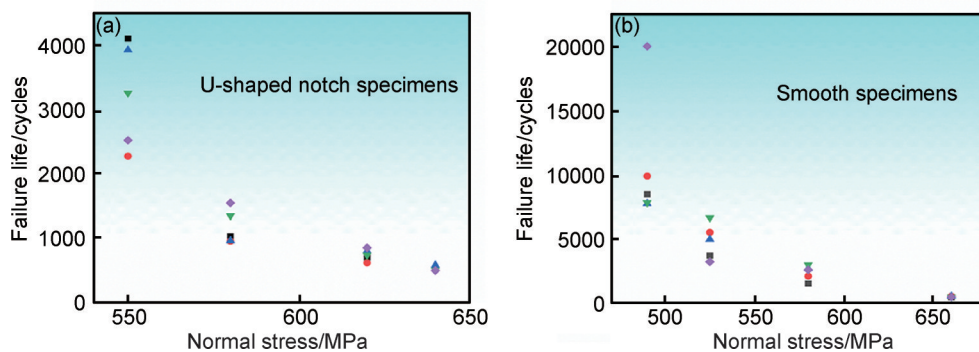 (a)
U-shaped notch specimens
Failure life/cycles
4000
3000
2000
1000
0
550
600
650
Normal stress/MPa
(b)
Smooth specimens
Failure life/cycles
20000
15000
10000
5000
0
500
550
600
650
Normal stress/MPa